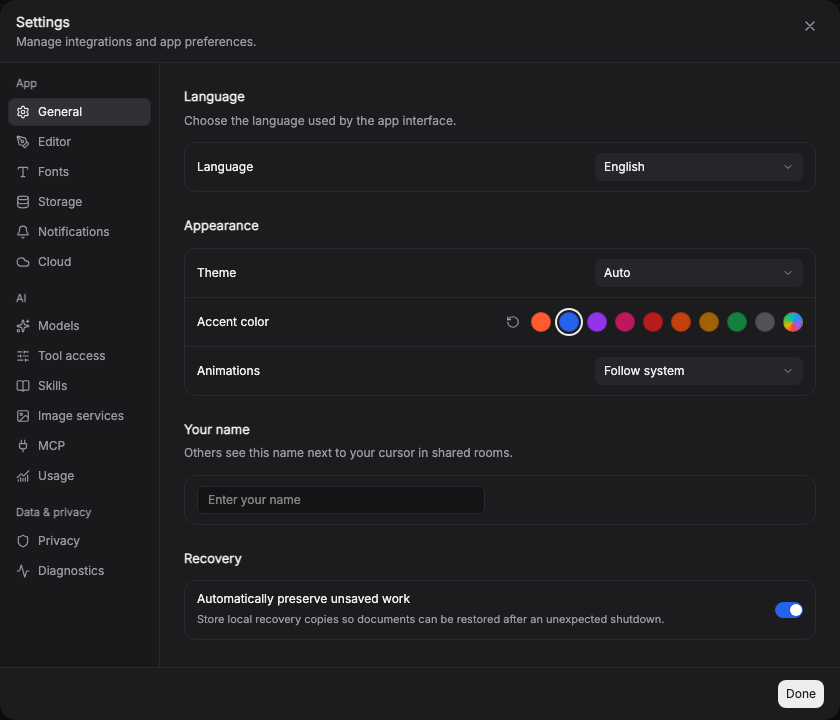 Settings
Manage integrations and app preferences.
App
General
Editor
Fonts
Storage
Notifications
Cloud
AI
Models
Tool access
Skills
Image services
MCP
Usage
Data & privacy
Privacy
Diagnostics
Language
Choose the language used by the app interface.
Language
English
Appearance
Theme
Auto
Accent color
Animations
Follow system
Your name
Others see this name next to your cursor in shared rooms.
Enter your name
Recovery
Automatically preserve unsaved work
Store local recovery copies so documents can be restored after an unexpected shutdown.
Done